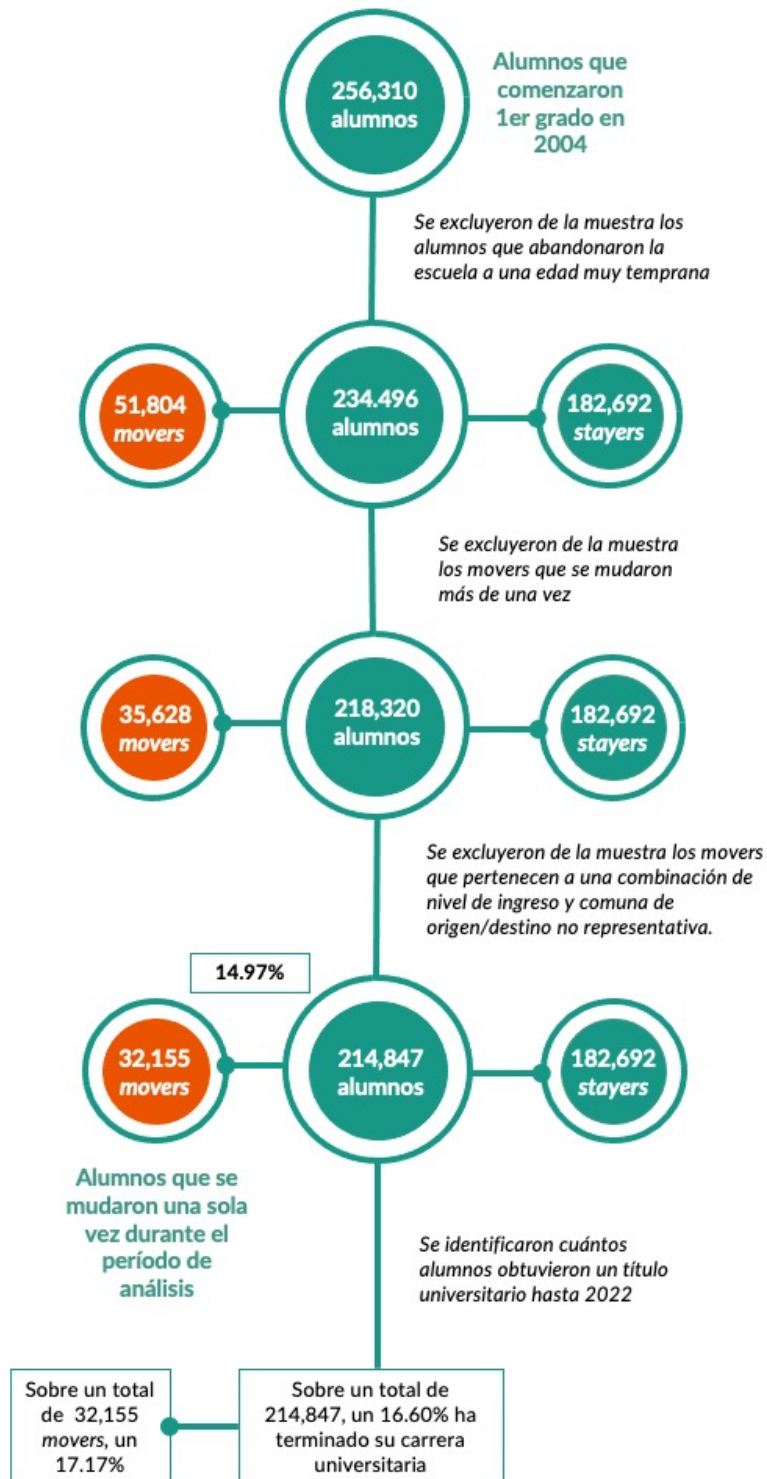 256,310
alumnos
Alumnos que
comenzaron
1er grado en
2004
Se excluyeron de la muestra los
alumnos que abandonaron la
escuela a una edad muy temprana
51,804
movers
234.496
alumnos
182,692
stayers
Se excluyeron de la muestra
los movers que se mudaron
más de una vez
35,628
movers
218,320
alumnos
182,692
stayers
Se excluyeron de la muestra los movers
que pertenecen a una combinación de
nivel de ingreso y comuna de
origen/destino no representativa.
14.97%
32,155
movers
214,847
alumnos
182,692
stayers
Alumnos que se
mudaron una sola
vez durante el
período de
análisis
Se identificaron cuántos
alumnos obtuvieron un título
universitario hasta 2022
Sobre un total
de 32,155
movers, un
17.17%
Sobre un total de
214,847, un 16.60% ha
terminado su carrera
universitaria